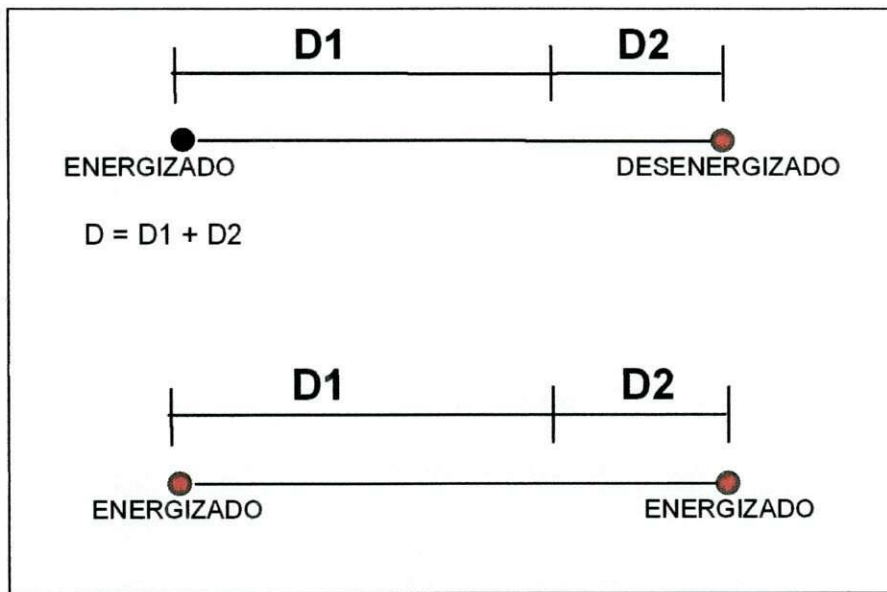 D1 D2
ENERGIZADO DESENERGIZADO
D = D1 + D2
D1 D2
ENERGIZADO ENERGIZADO